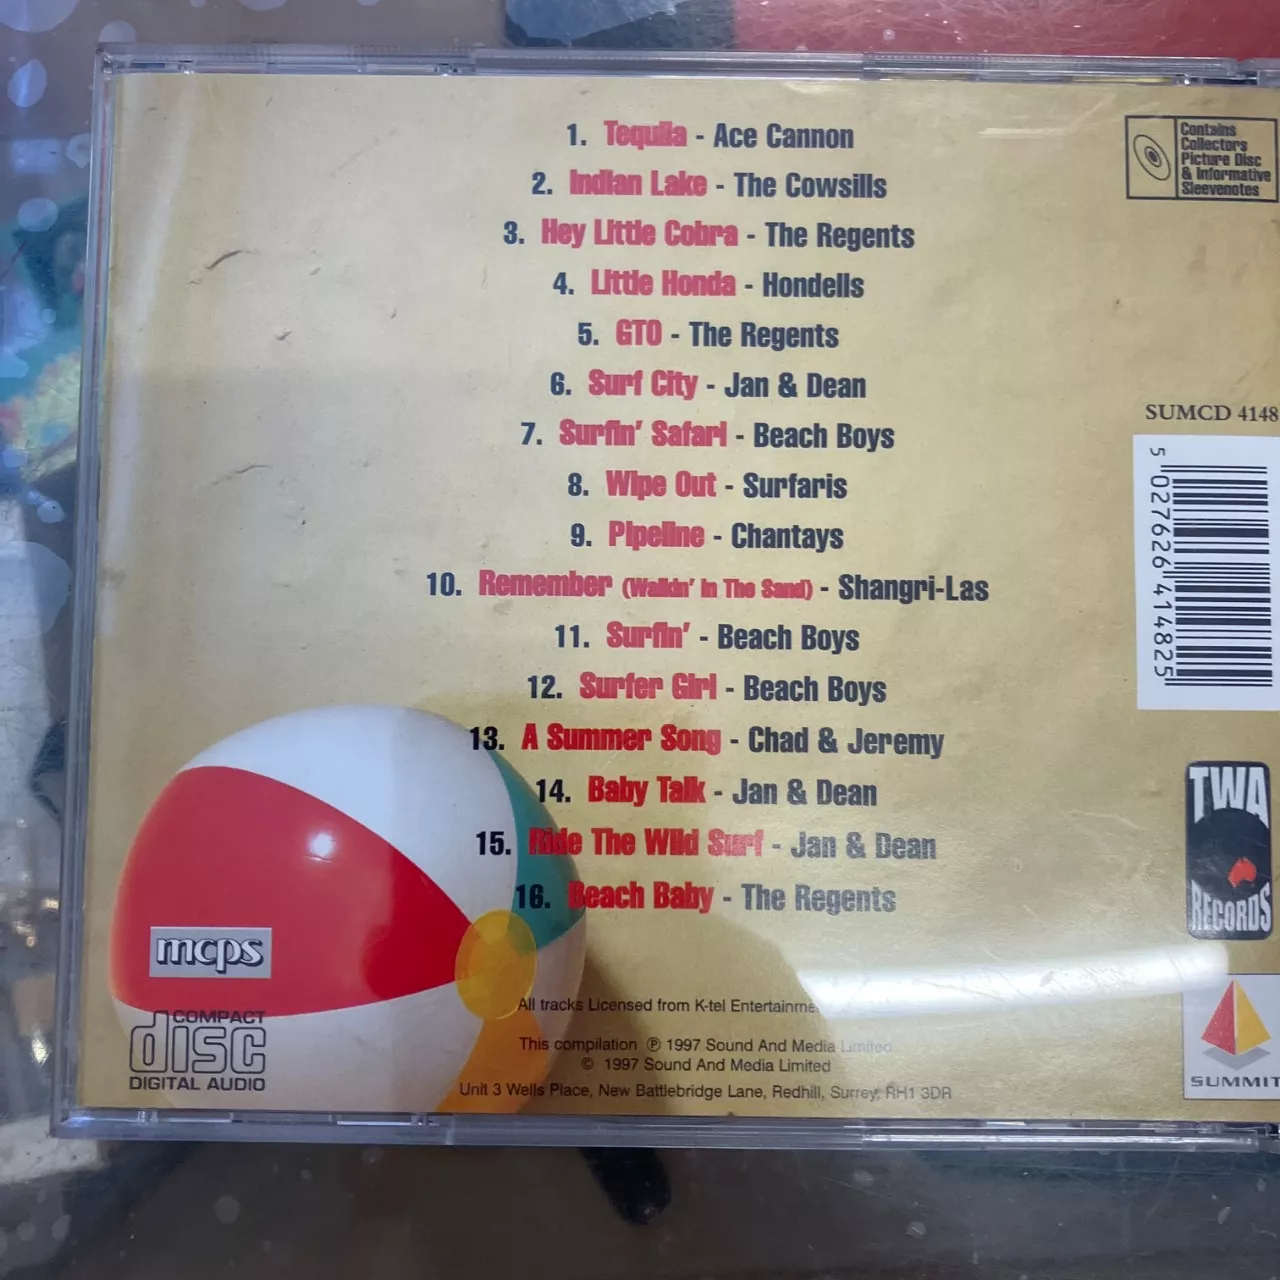 1. Tequila - Ace Cannon
2. Indian Lake - The Cowsills
3. Hey Little Cobra - The Regents
4. Little Honda - Hondells
5. GTO - The Regents
6. Surf City - Jan & Dean
7. Surfin' Safari - Beach Boys
8. Wipe Out - Surfaris
9. Pipeline - Chantays
10. Remember (Walkin' In The Sand) - Shangri-Las
11. Surfin' - Beach Boys
12. Surfer Girl - Beach Boys
13. A Summer Song - Chad & Jeremy
14. Baby Talk - Jan & Dean
15. Ride The Wild Surf - Jan & Dean
16. Beach Baby - The Regents
Contains
Collectors
Picture Disc
& Informative
Sleevenotes
SUMCD 4148
5 027626 414825
TWA
RECORDS
mcps
COMPACT
disc
DIGITAL AUDIO
All tracks Licensed from K-tel
This compilation ℗ 1997 Sound And Media Limited
© 1997 Sound And Media Limited
Unit 3 Wells Place, New Battlebridge Lane, Redhill, Surrey, RH1 3DR
SUMMIT